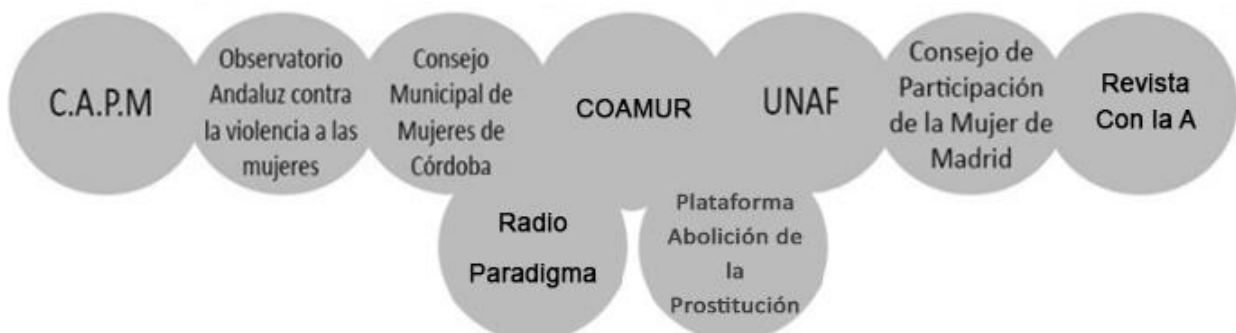 C.A.P.M
Observatorio
Andaluz contra
la violencia a las
mujeres
Consejo
Municipal de
Mujeres de
Córdoba
COAMUR
UNAF
Consejo de
Participación
de la Mujer de
Madrid
Revista
Con la A
Radio
Paradigma
Plataforma
Abolición de
la
Prostitución